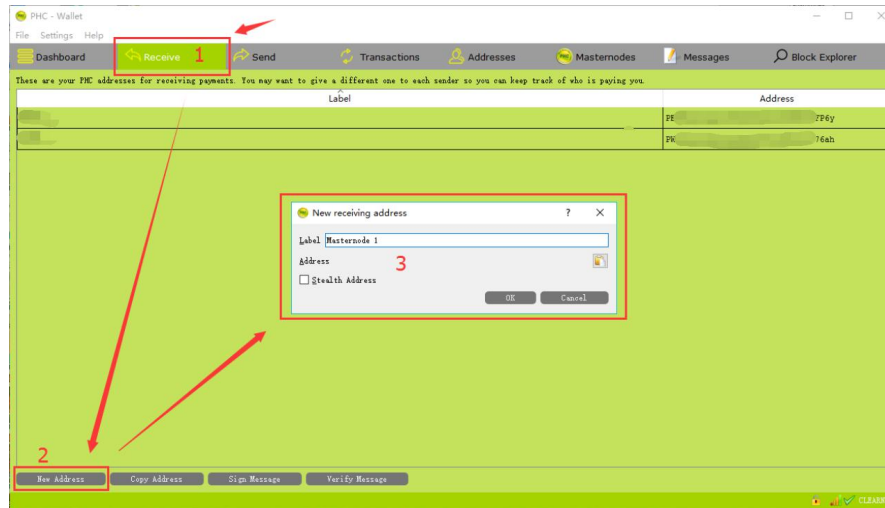 PHC - Wallet
File Settings Help
Dashboard Receive 1 Send Transactions Addresses Masternodes Messages Block Explorer
These are your PHC addresses for receiving payments. You may want to give a different one to each sender so you can keep track of who is paying you.
Label Address
7P6y
76ah
New receiving address ? X
Label Masternode 1
Address
3
Stealth Address
OK Cancel
2
New Address Copy Address Sign Message Verify Message